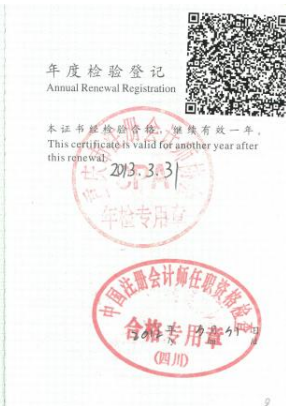 年度检验登记
Annual Renewal Registration
本证书经检验合格，继续有效一年。
This certificate is valid for another year after
this renewal.
2013.3.31
CPA
年检专用章
中国注册会计师任职资格检查
合格专用章
(四川)